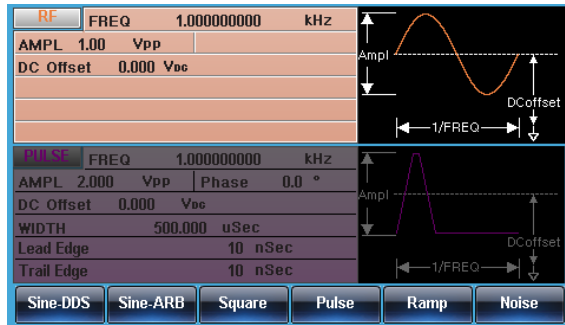 RF FREQ 1.000000000 kHz
AMPL 1.00 Vpp
DC Offset 0.000 VDC
Ampl
DCoffset
1/FREQ
PULSE FREQ 1.000000000 kHz
AMPL 2.000 Vpp Phase 0.0 °
DC Offset 0.000 VDC
WIDTH 500.000 uSec
Lead Edge 10 nSec
Trail Edge 10 nSec
Ampl
DCoffset
1/FREQ
Sine-DDS Sine-ARB Square Pulse Ramp Noise